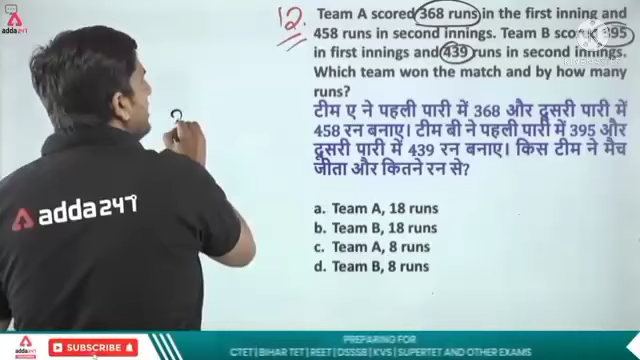 adda247
12.
Team A scored 368 runs in the first inning and
458 runs in second innings. Team B scored 395
in first innings and 439 runs in second innings.
Which team won the match and by how many
runs?
टीम ए ने पहली पारी में 368 और दूसरी पारी में
458 रन बनाए। टीम बी ने पहली पारी में 395 और
दूसरी पारी में 439 रन बनाए। किस टीम ने मैच
जीता और कितने रन से?
a. Team A, 18 runs
b. Team B, 18 runs
c. Team A, 8 runs
d. Team B, 8 runs
adda247
adda247
SUBSCRIBE
PREPARING FOR
CTET | BIHAR TET | REET | DSSSB | KVS | SUPERTET AND OTHER EXAMS